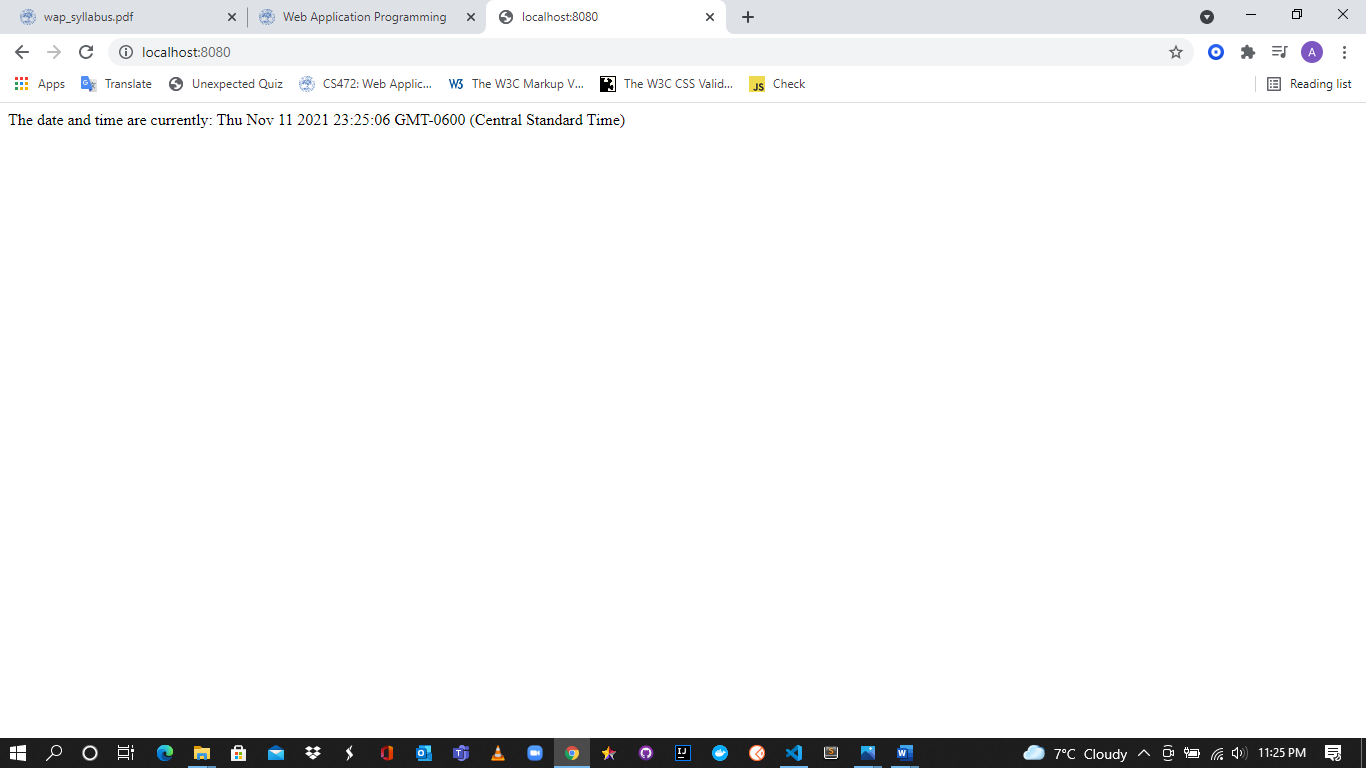 wap_syllabus.pdf
Web Application Programming
localhost:8080
localhost:8080
A
Apps
Translate
Unexpected Quiz
CS472: Web Applic...
W3 The W3C Markup V...
The W3C CSS Valid...
JS Check
Reading list
The date and time are currently: Thu Nov 11 2021 23:25:06 GMT-0600 (Central Standard Time)
7°C Cloudy
11:25 PM